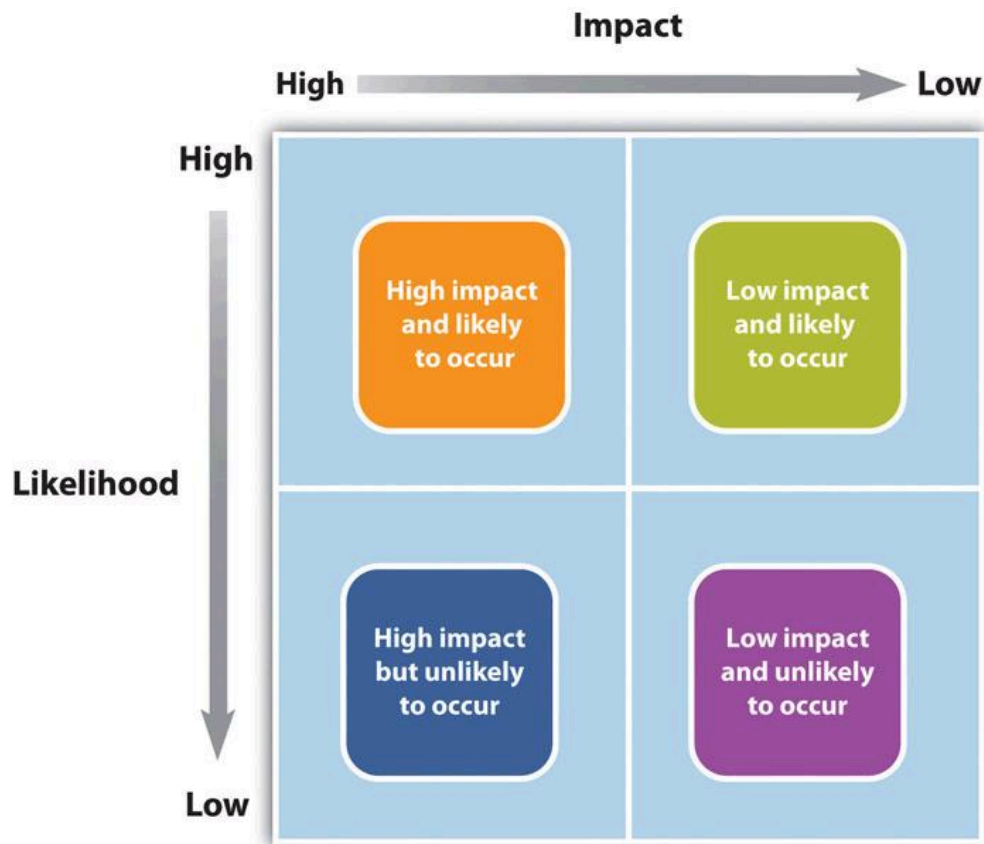 Impact
High Low
High
High impact
and likely
to occur
Low impact
and likely
to occur
Likelihood
High impact
but unlikely
to occur
Low impact
and unlikely
to occur
Low